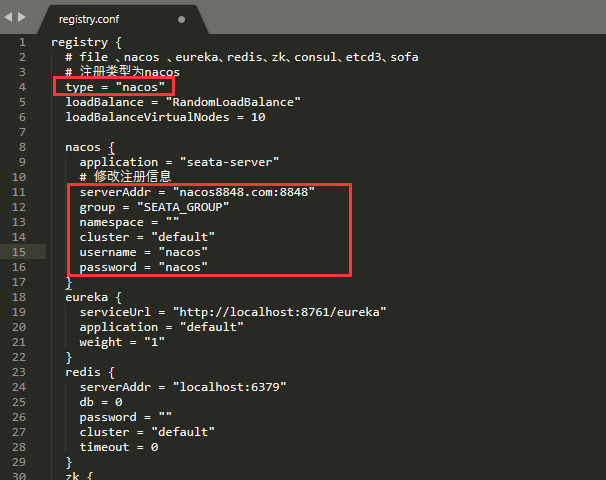 registry.conf
1 registry {
2 # file 、nacos 、eureka、redis、zk、consul、etcd3、sofa
3 # 注册类型为nacos
4 type = "nacos"
5 loadBalance = "RandomLoadBalance"
6 loadBalanceVirtualNodes = 10
7
8 nacos {
9 application = "seata-server"
10 # 修改注册信息
11 serverAddr = "nacos8848.com:8848"
12 group = "SEATA_GROUP"
13 namespace = ""
14 cluster = "default"
15 username = "nacos"
16 password = "nacos"
17 }
18 eureka {
19 serviceUrl = "http://localhost:8761/eureka"
20 application = "default"
21 weight = "1"
22 }
23 redis {
24 serverAddr = "localhost:6379"
25 db = 0
26 password = ""
27 cluster = "default"
28 timeout = 0
29 }
30 zk {